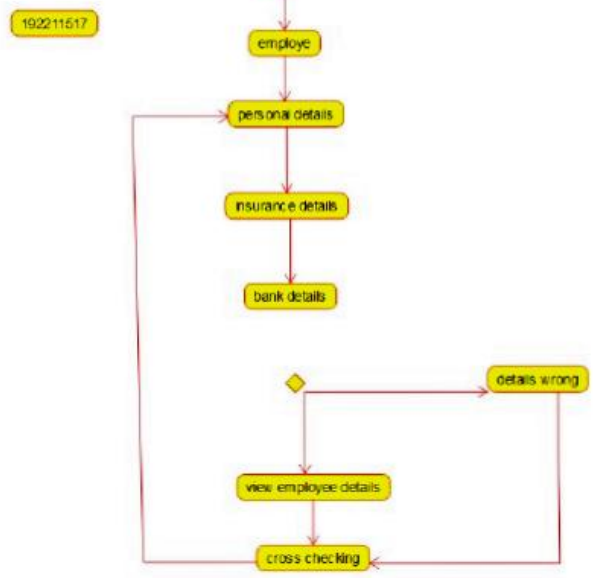 192211517
employe
personal details
insurance details
bank details
details wrong
view employee details
cross checking